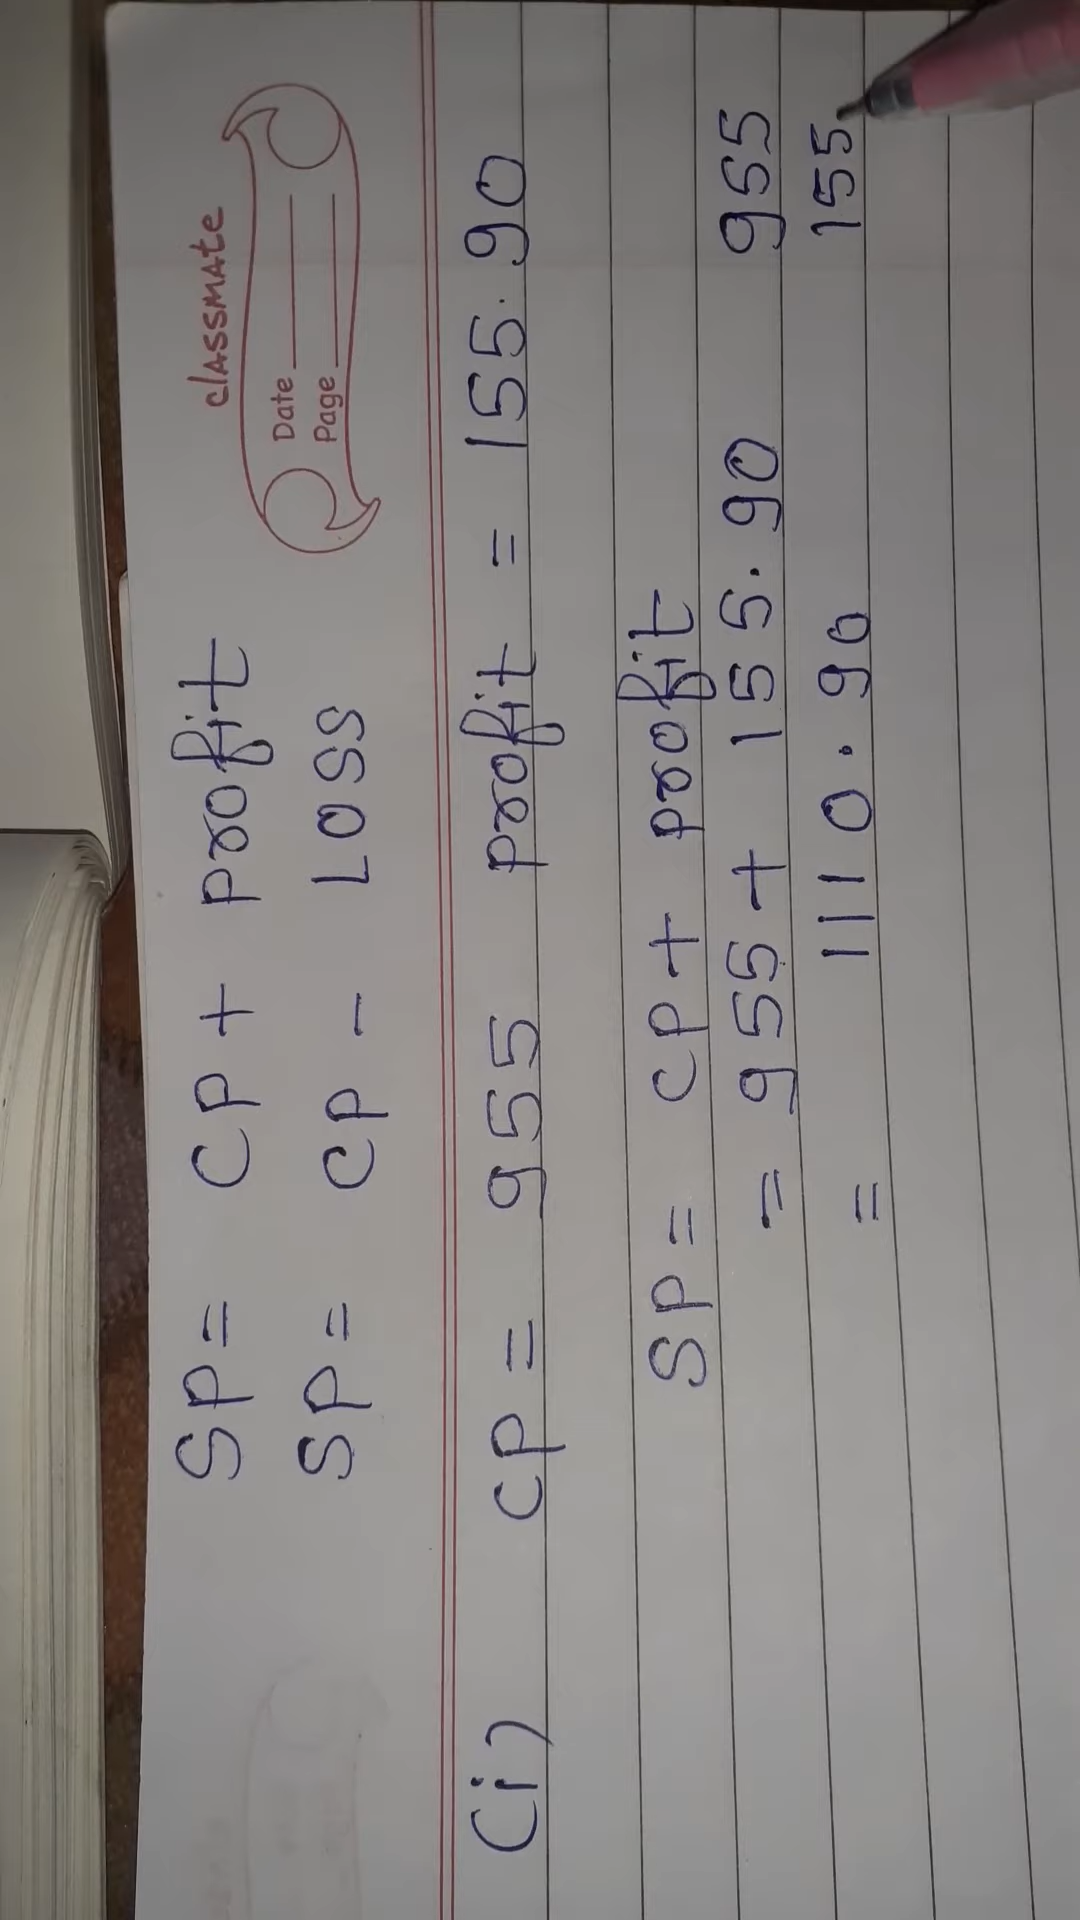 classmate
Date
Page
SP = CP + profit
SP = CP - LOSS
(i) CP = 955 profit = 155.90
SP = CP + profit
= 955 + 155.90 955
= 1110.90 155.